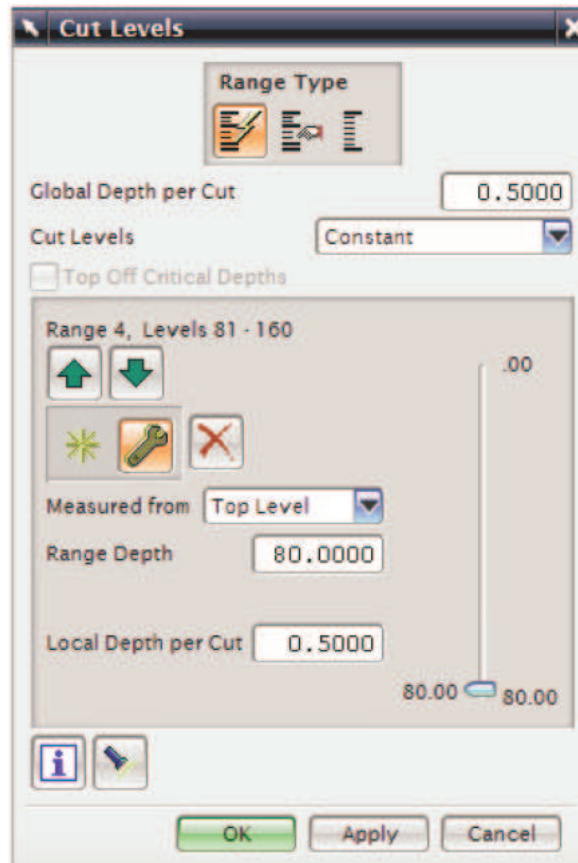 Cut Levels
Range Type
Global Depth per Cut 0.5000
Cut Levels Constant
Top Off Critical Depths
Range 4, Levels 81 - 160
.00
Measured from Top Level
Range Depth 80.0000
Local Depth per Cut 0.5000
80.00 80.00
OK Apply Cancel